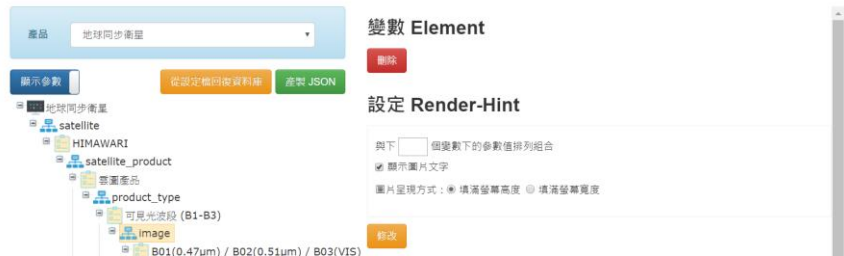 產品
地球同步衛星
顯示參數
從設定檔回復資料庫
產製 JSON
地球同步衛星
satellite
HIMAWARI
satellite_product
雲圖產品
product_type
可見光波段 (B1-B3)
image
B01(0.47μm) / B02(0.51μm) / B03(VIS)
變數 Element
刪除
設定 Render-Hint
與下 個變數下的參數值排列組合
顯示圖片文字
圖片呈現方式：填滿螢幕高度 填滿螢幕寬度
修改